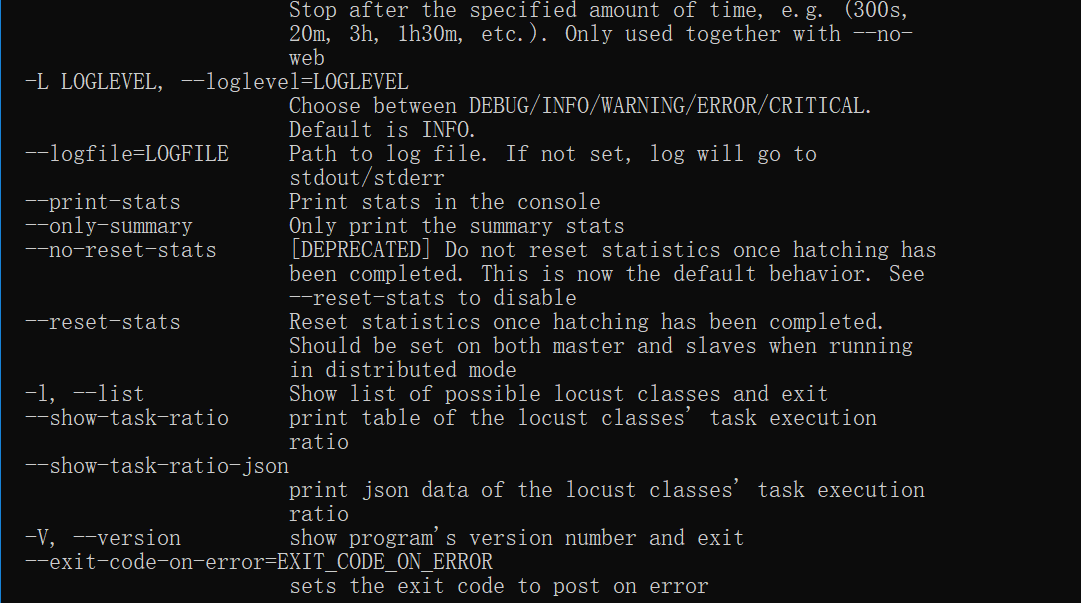 Stop after the specified amount of time, e.g. (300s,
20m, 3h, 1h30m, etc.). Only used together with --no-
web
-L LOGLEVEL, --loglevel=LOGLEVEL
Choose between DEBUG/INFO/WARNING/ERROR/CRITICAL.
Default is INFO.
--logfile=LOGFILE Path to log file. If not set, log will go to
stdout/stderr
--print-stats Print stats in the console
--only-summary Only print the summary stats
--no-reset-stats [DEPRECATED] Do not reset statistics once hatching has
been completed. This is now the default behavior. See
--reset-stats to disable
--reset-stats Reset statistics once hatching has been completed.
Should be set on both master and slaves when running
in distributed mode
-l, --list Show list of possible locust classes and exit
--show-task-ratio print table of the locust classes' task execution
ratio
--show-task-ratio-json
print json data of the locust classes' task execution
ratio
-V, --version show program's version number and exit
--exit-code-on-error=EXIT_CODE_ON_ERROR
sets the exit code to post on error